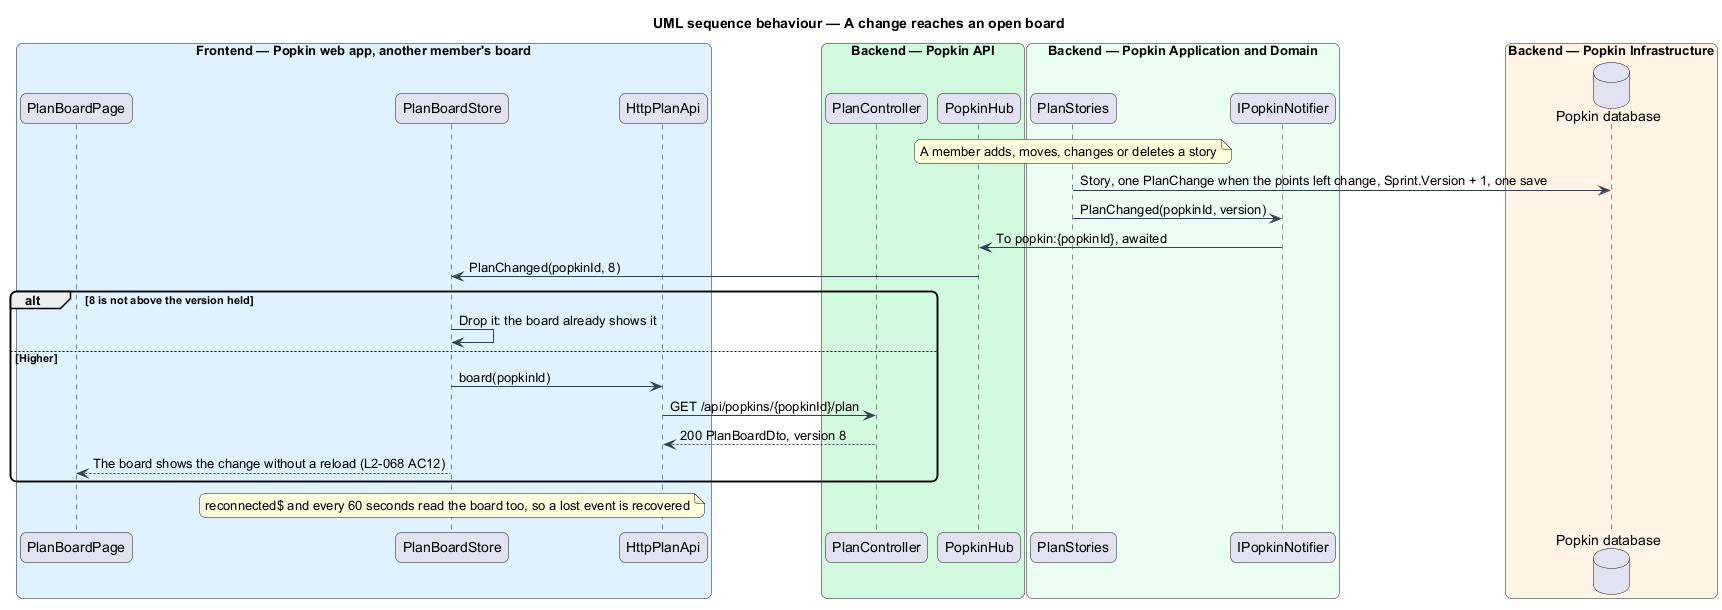 UML sequence behaviour — A change reaches an open board
Frontend — Popkin web app, another member's board
Backend — Popkin API
Backend — Popkin Application and Domain
Backend — Popkin Infrastructure
PlanBoardPage
PlanBoardStore
HttpPlanApi
PlanController
PopkinHub
PlanStories
IPopkinNotifier
Popkin database
A member adds, moves, changes or deletes a story
Story, one PlanChange when the points left change, Sprint.Version + 1, one save
PlanChanged(popkinId, version)
To popkin:{popkinId}, awaited
PlanChanged(popkinId, 8)
alt
[8 is not above the version held]
Drop it: the board already shows it
[Higher]
board(popkinId)
GET /api/popkins/{popkinId}/plan
200 PlanBoardDto, version 8
The board shows the change without a reload (L2-068 AC12)
reconnected$ and every 60 seconds read the board too, so a lost event is recovered
PlanBoardPage
PlanBoardStore
HttpPlanApi
PlanController
PopkinHub
PlanStories
IPopkinNotifier
Popkin database